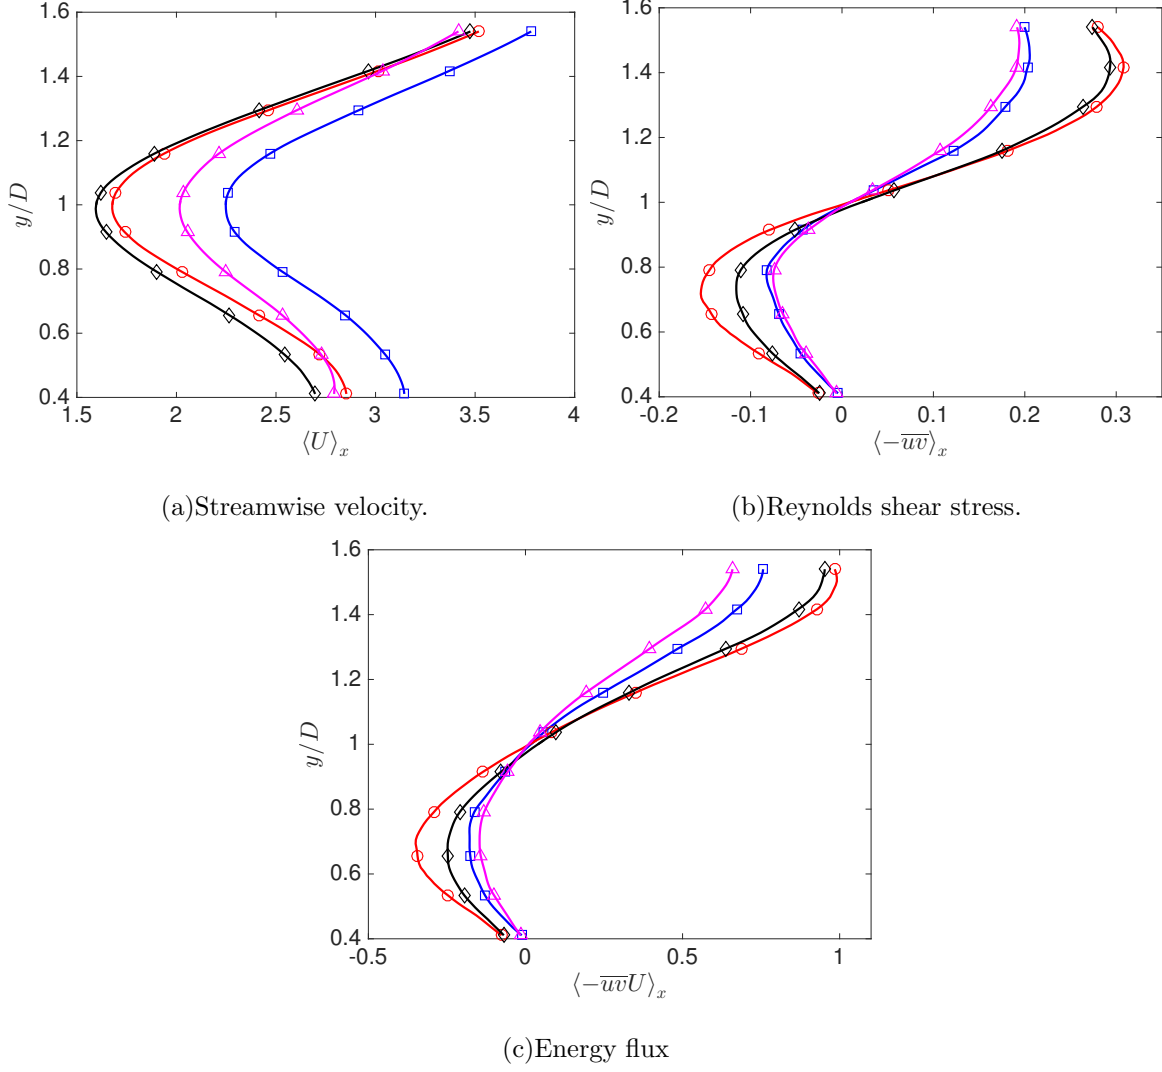 1.6
1.4
1.2
1
0.8
0.6
0.4
y/D
1.5 2 2.5 3 3.5 4
⟨U⟩ₓ
(a)Streamwise velocity.
1.6
1.4
1.2
1
0.8
0.6
0.4
y/D
-0.2 -0.1 0 0.1 0.2 0.3
⟨−u̅v̅⟩ₓ
(b)Reynolds shear stress.
1.6
1.4
1.2
1
0.8
0.6
0.4
y/D
-0.5 0 0.5 1
⟨−u̅v̅U⟩ₓ
(c)Energy flux